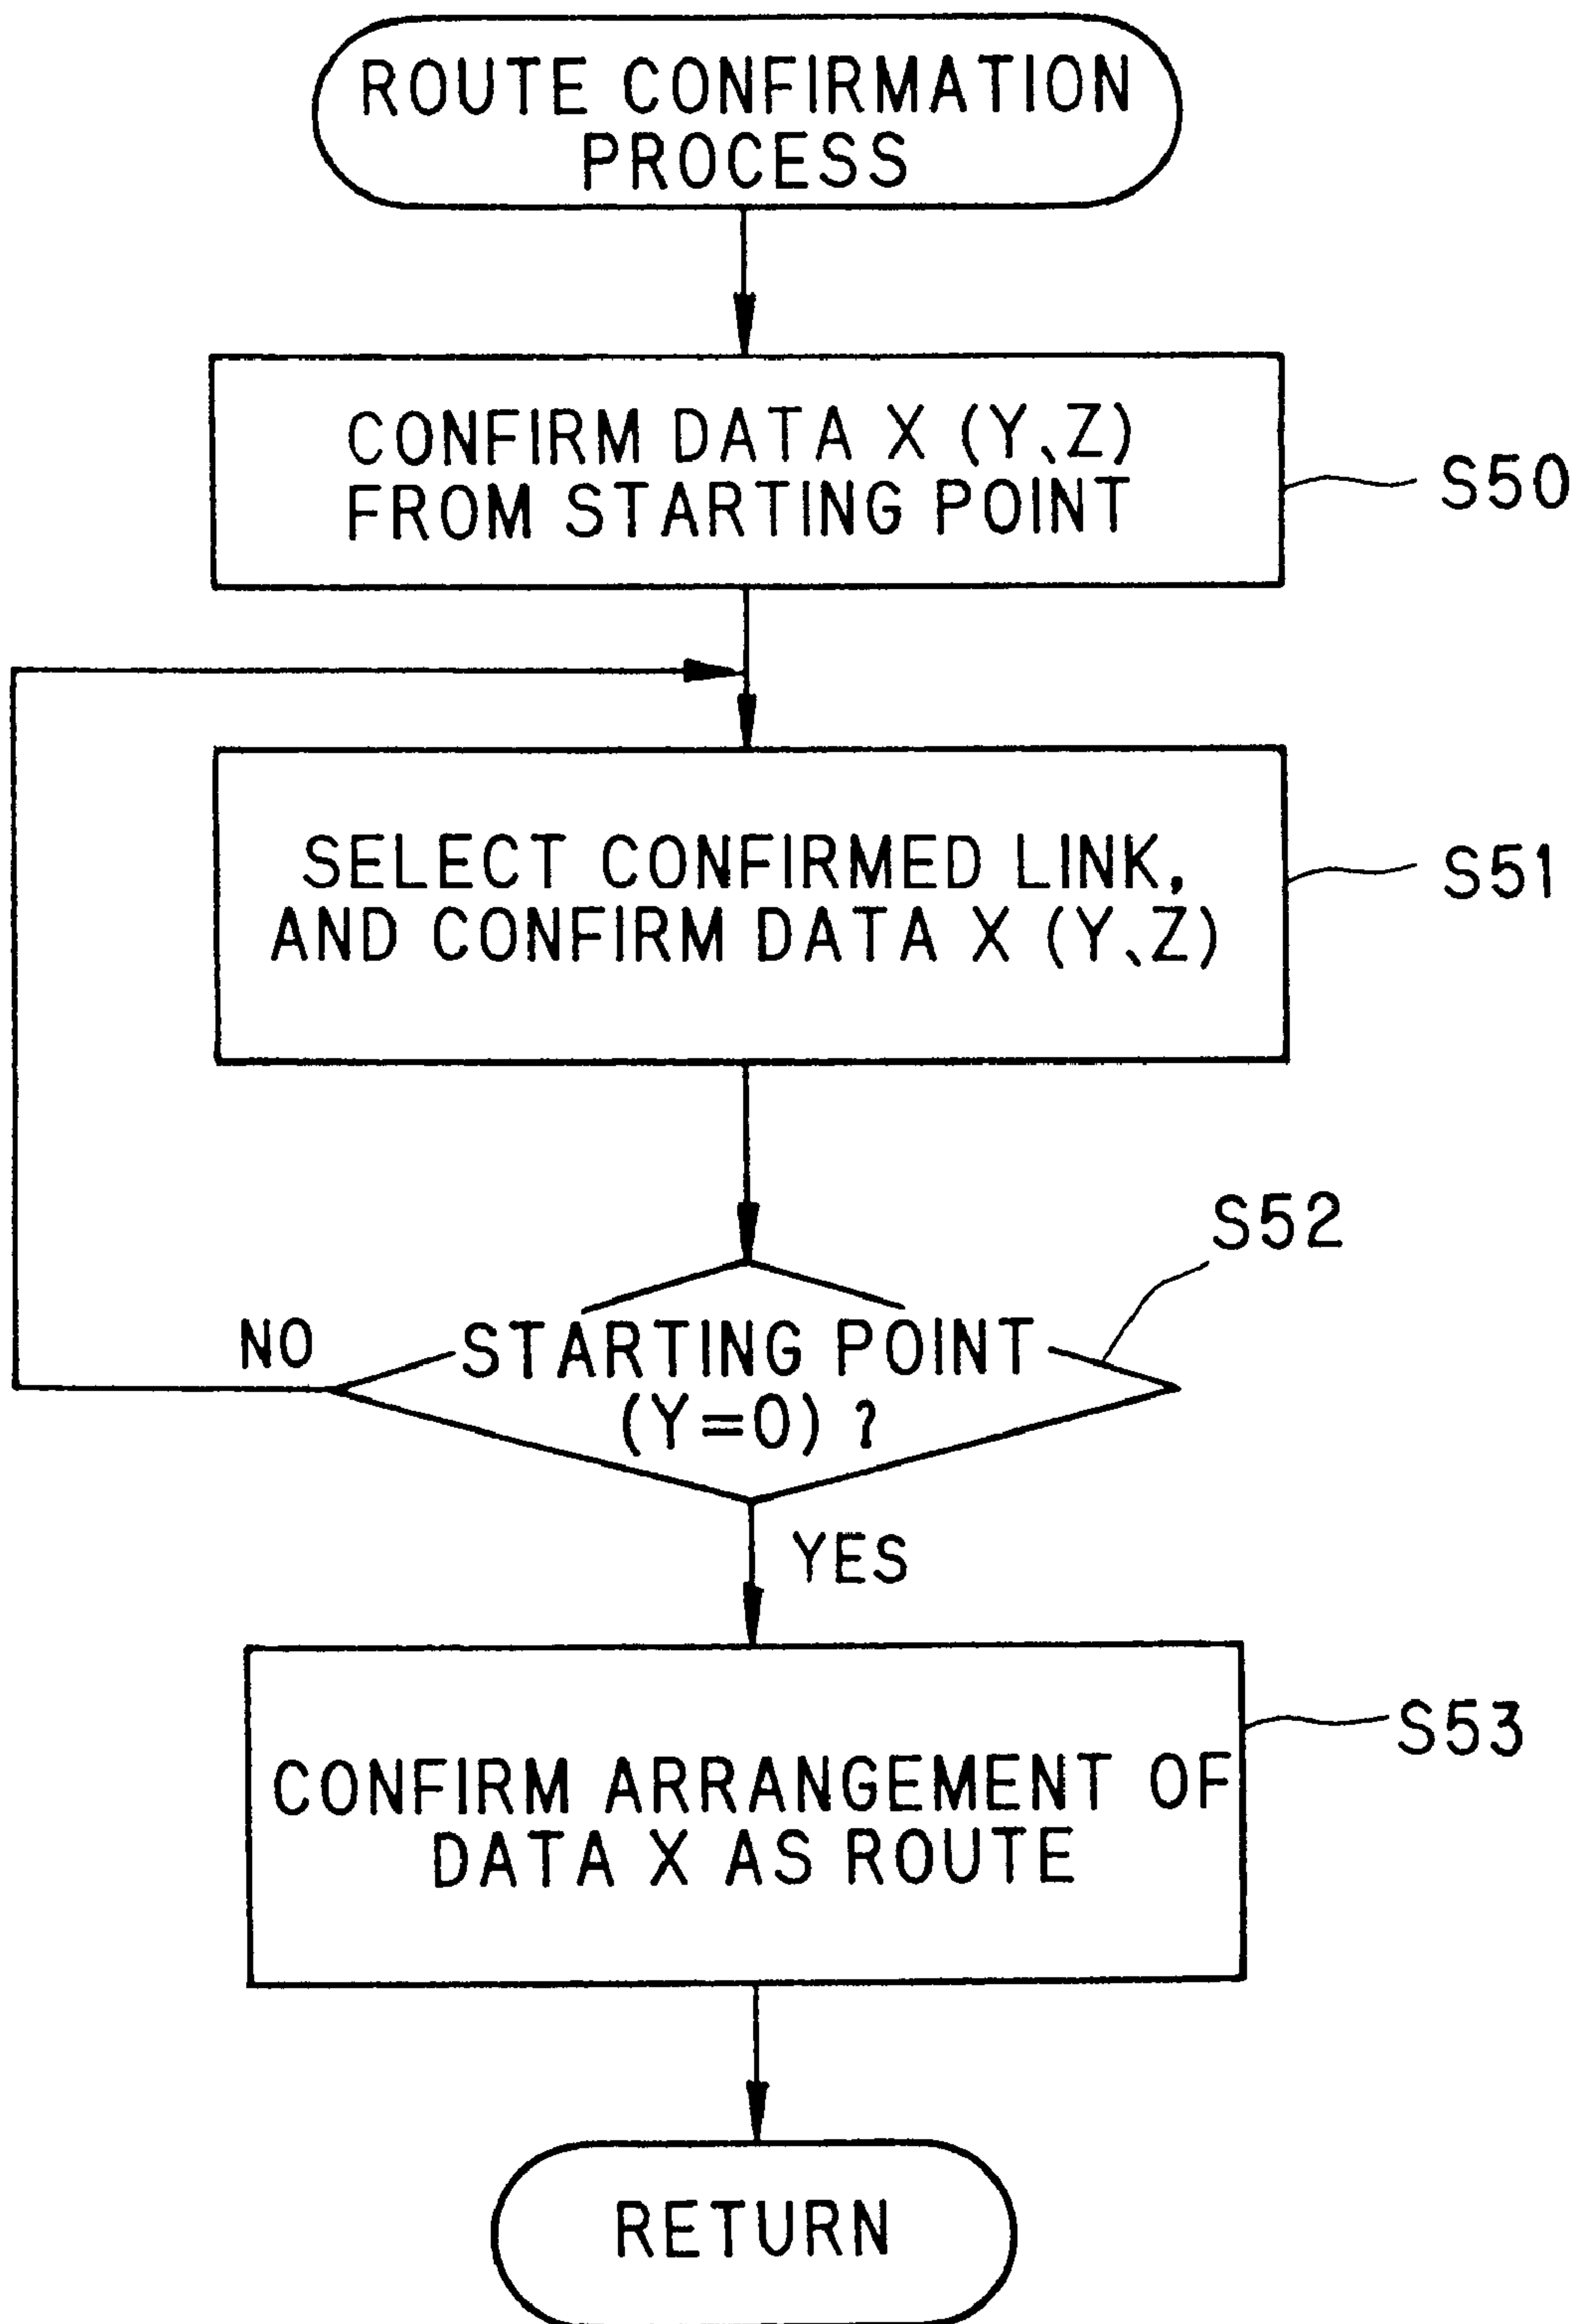 ROUTE CONFIRMATION
PROCESS
CONFIRM DATA X (Y、Z)
FROM STARTING POINT
S50
SELECT CONFIRMED LINK,
AND CONFIRM DATA X (Y、Z)
S51
S52
NO
STARTING POINT
(Y=0) ?
YES
S53
CONFIRM ARRANGEMENT OF
DATA X AS ROUTE
RETURN